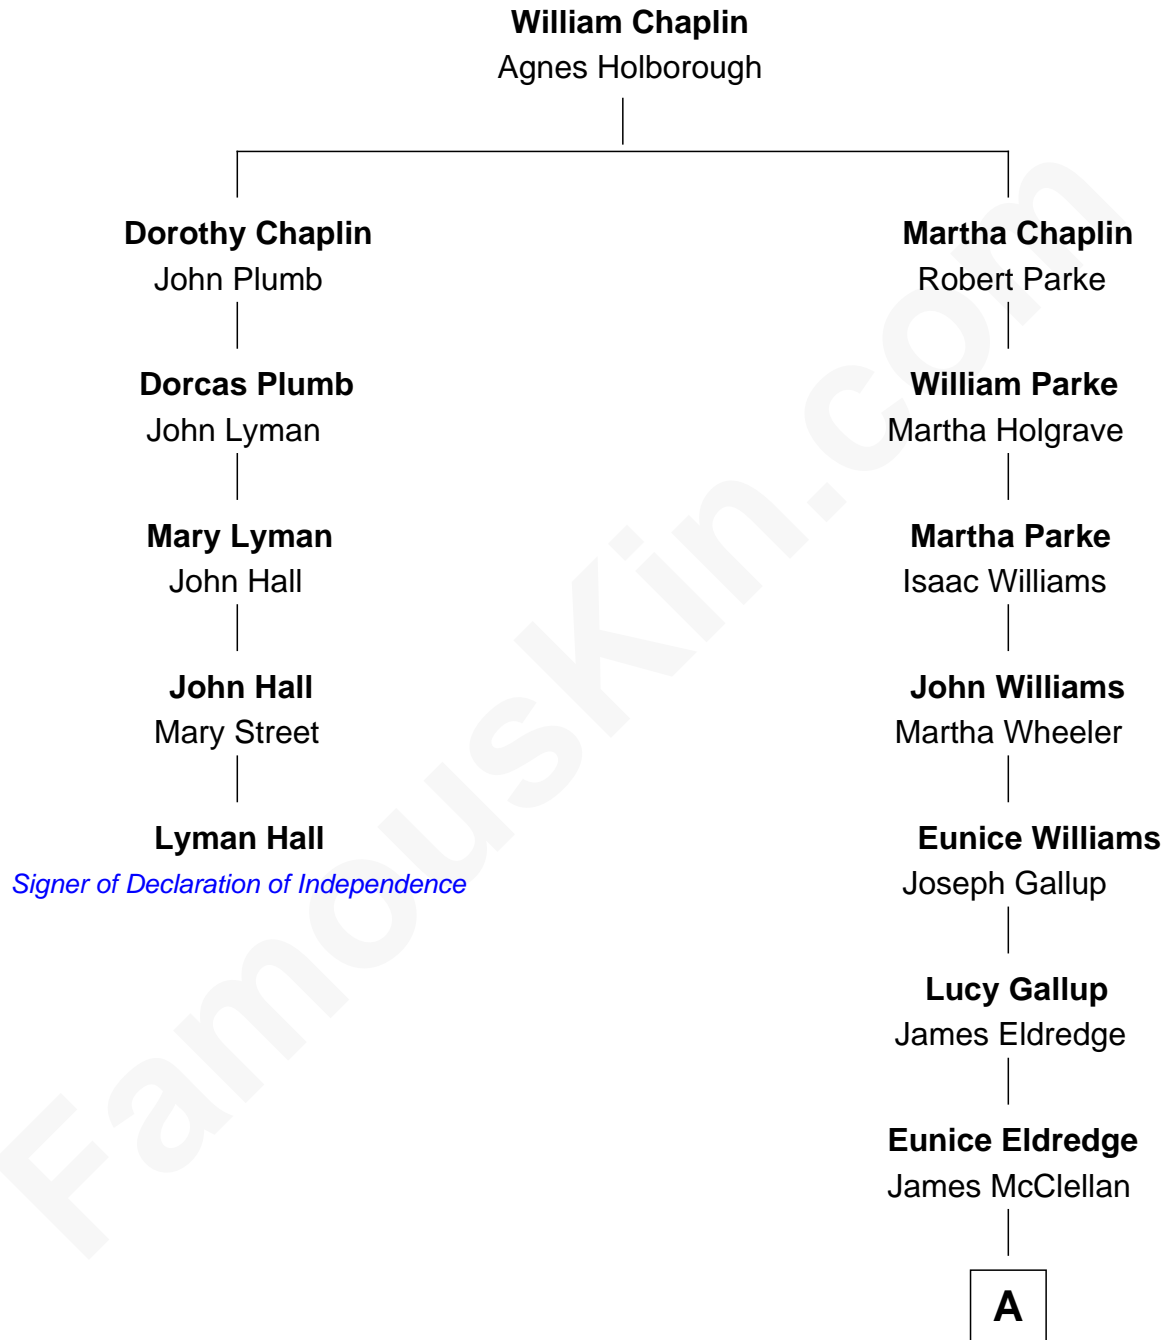 William Chaplin
Agnes Holborough
Dorothy Chaplin
John Plumb
Dorcas Plumb
John Lyman
Mary Lyman
John Hall
John Hall
Mary Street
Lyman Hall
Signer of Declaration of Independence
Martha Chaplin
Robert Parke
William Parke
Martha Holgrave
Martha Parke
Isaac Williams
John Williams
Martha Wheeler
Eunice Williams
Joseph Gallup
Lucy Gallup
James Eldredge
Eunice Eldredge
James McClellan
A
FamousKin.com